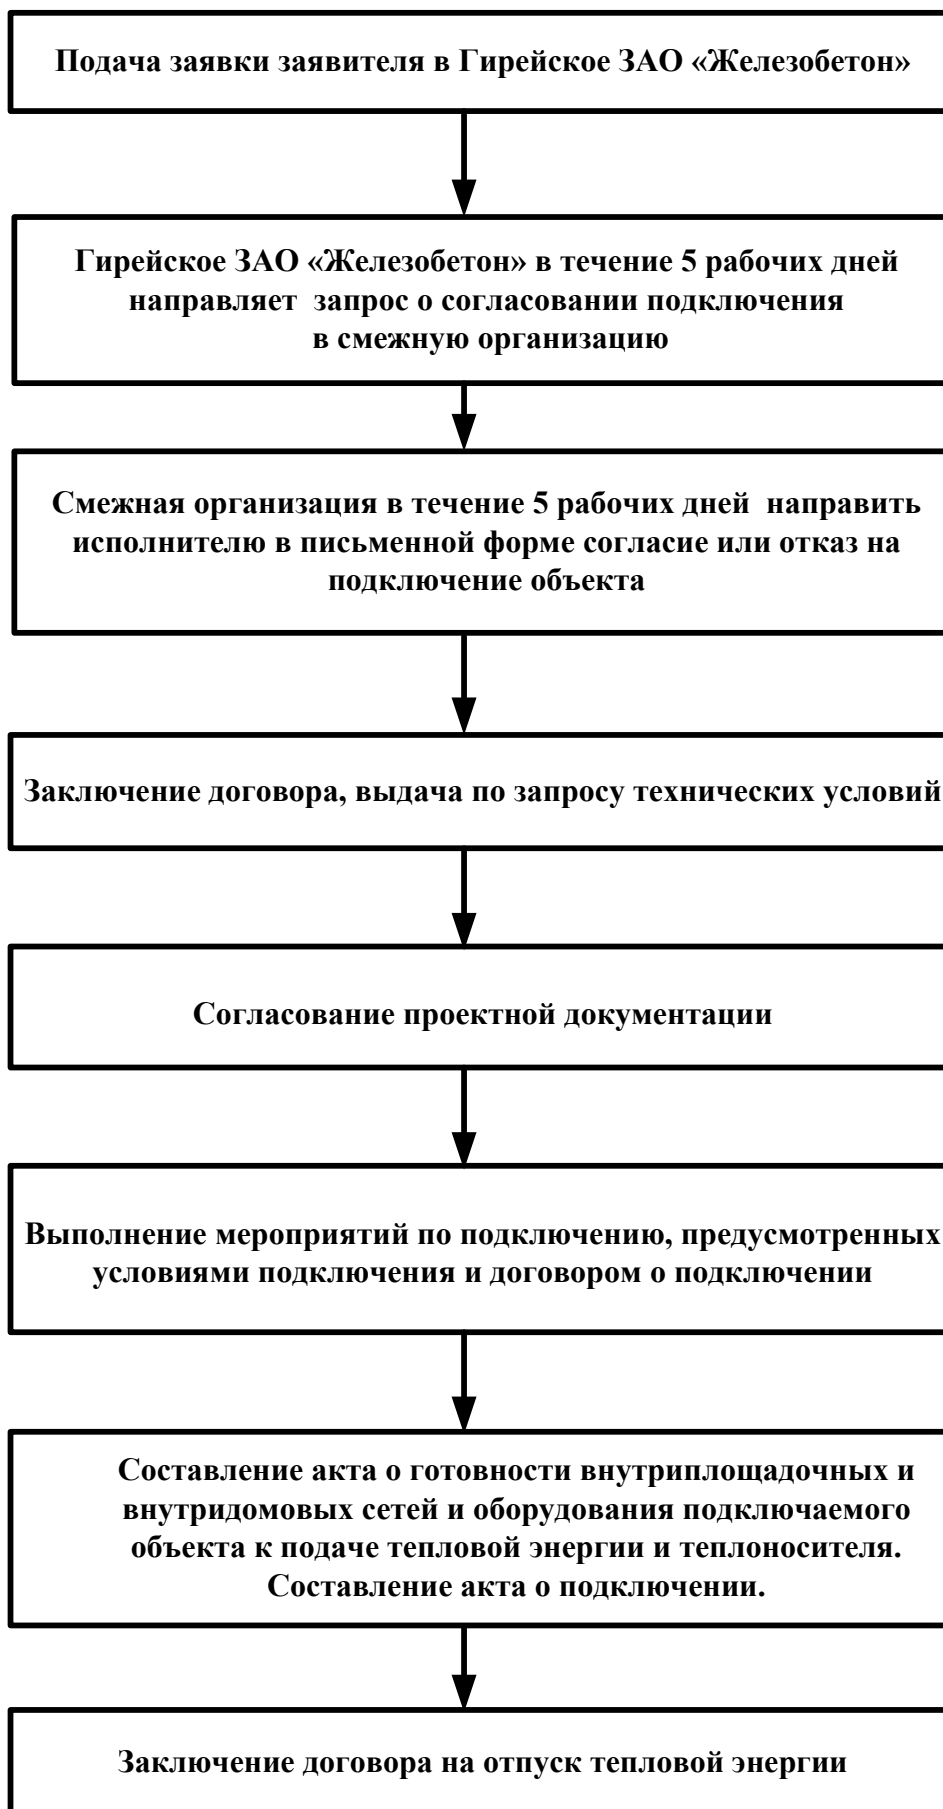 Подача заявки заявителя в Гирейское ЗАО «Железобетон»
Гирейское ЗАО «Железобетон» в течение 5 рабочих дней
направляет  запрос о согласовании подключения
в смежную организацию
Смежная организация в течение 5 рабочих дней  направить
исполнителю в письменной форме согласие или отказ на
подключение объекта
Заключение договора, выдача по запросу технических условий
Согласование проектной документации
Выполнение мероприятий по подключению, предусмотренных
условиями подключения и договором о подключении
Составление акта о готовности внутриплощадочных и
внутридомовых сетей и оборудования подключаемого
объекта к подаче тепловой энергии и теплоносителя.
Составление акта о подключении.
Заключение договора на отпуск тепловой энергии